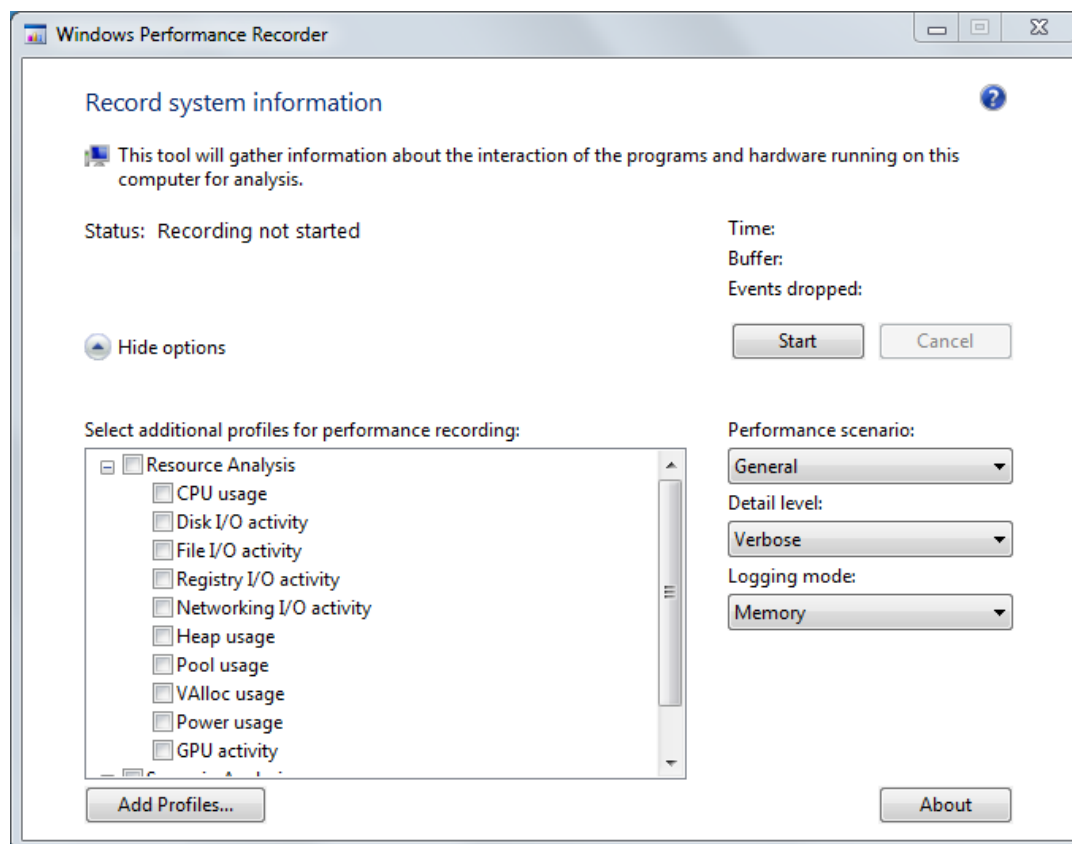 Windows Performance Recorder
Record system information
This tool will gather information about the interaction of the programs and hardware running on this
computer for analysis.
Status: Recording not started
Time:
Buffer:
Events dropped:
Hide options
Start
Cancel
Select additional profiles for performance recording:
Resource Analysis
CPU usage
Disk I/O activity
File I/O activity
Registry I/O activity
Networking I/O activity
Heap usage
Pool usage
VAlloc usage
Power usage
GPU activity
Performance scenario:
General
Detail level:
Verbose
Logging mode:
Memory
Add Profiles...
About